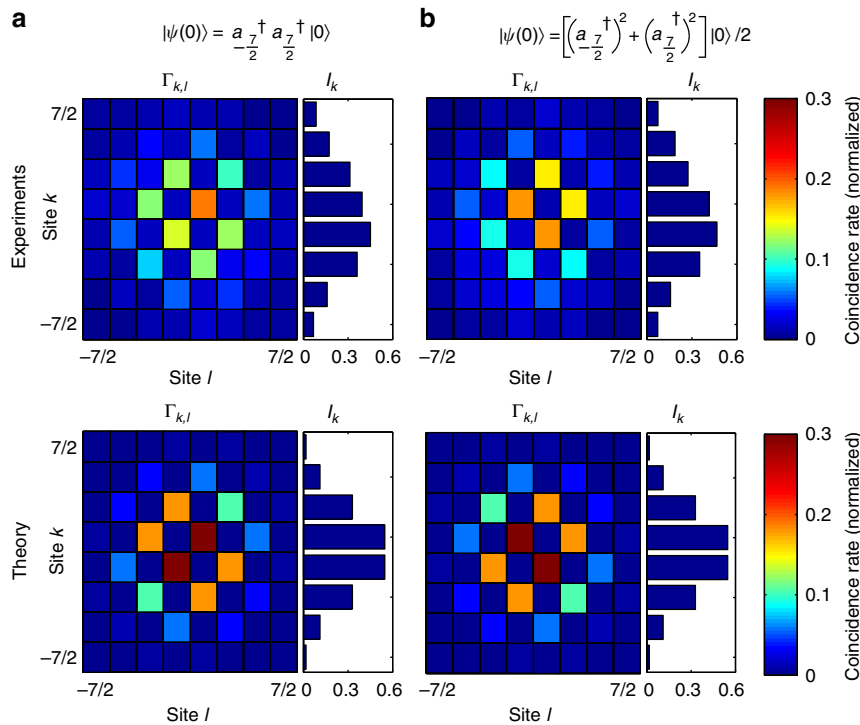 a
|ψ(0)⟩ = a_{-7/2}^† a_{7/2}^† |0⟩
b
|ψ(0)⟩ = [(a_{-7/2}^†)^2 + (a_{7/2}^†)^2] |0⟩ /2
Γ_{k,l} I_k Γ_{k,l} I_k
Experiments
Site k
7/2
−7/2
−7/2 7/2 0 0.3 0.6 −7/2 7/2 0 0.3 0.6
Site l Site l
0.3
0.2
0.1
0
Coincidence rate (normalized)
Γ_{k,l} I_k Γ_{k,l} I_k
Theory
Site k
7/2
−7/2
−7/2 7/2 0 0.3 0.6 −7/2 7/2 0 0.3 0.6
Site l Site l
0.3
0.2
0.1
0
Coincidence rate (normalized)